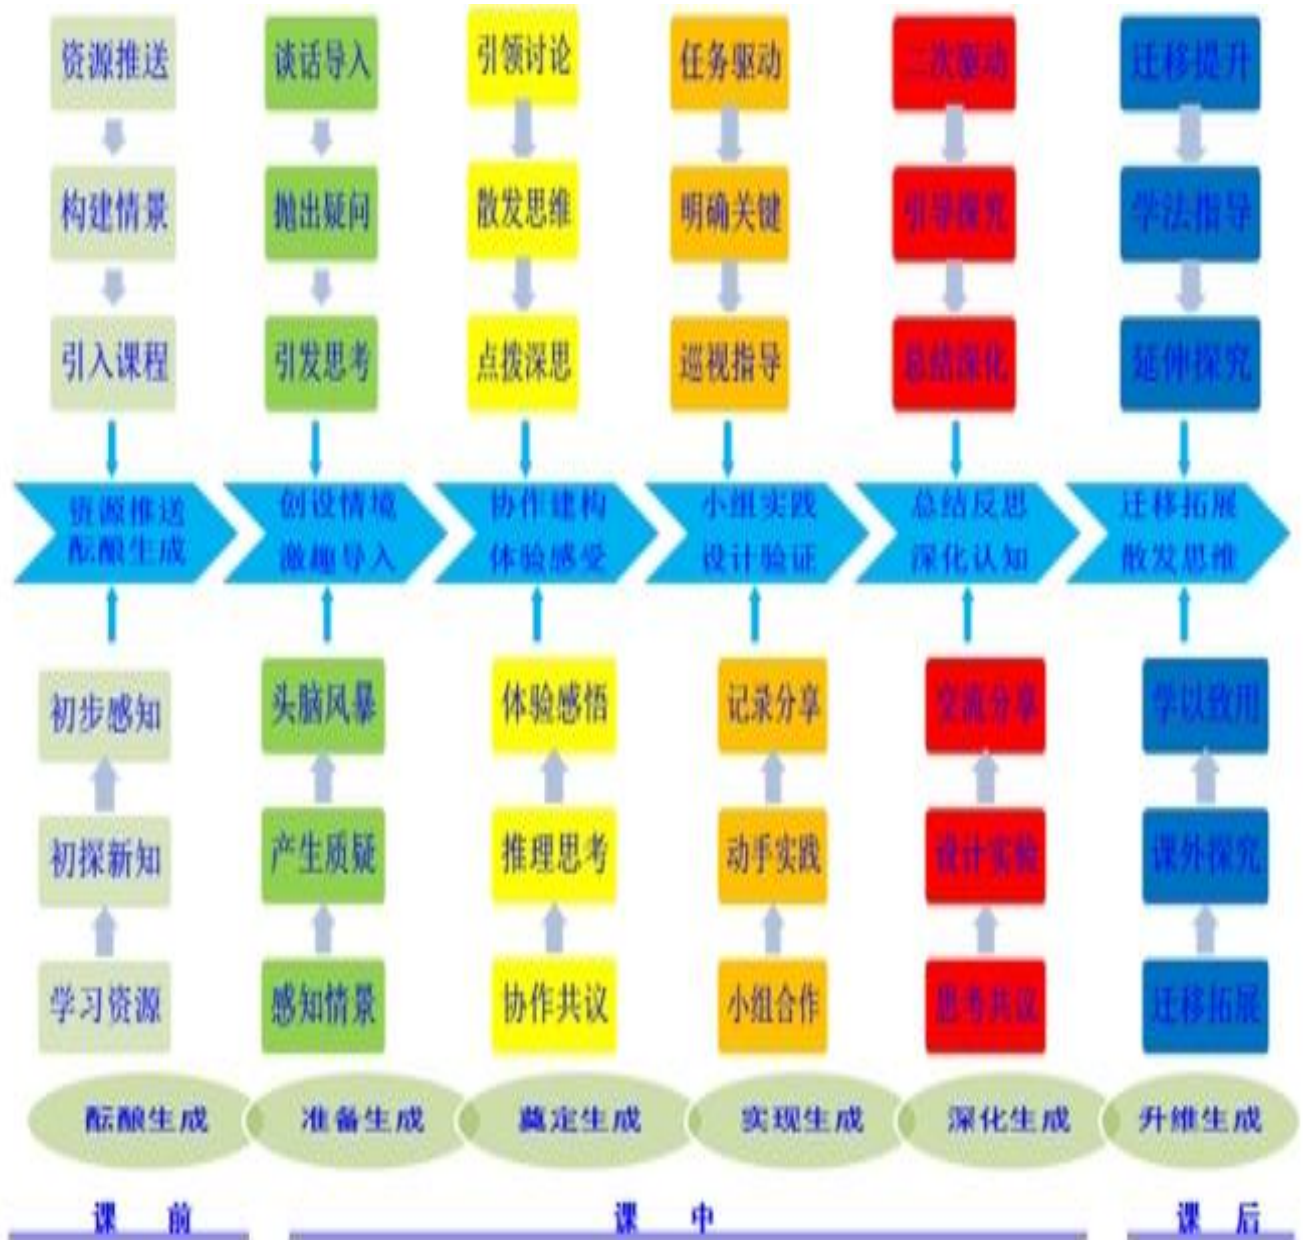 资源推送
谈话导入
引领讨论
任务驱动
二次驱动
迁移提升
构建情景
抛出疑问
散发思维
明确关键
引导探究
学法指导
引入课程
引发思考
点拨深思
巡视指导
总结深化
延伸探究
资源推送
酝酿生成
创设情境
激趣导入
协作建构
体验感受
小组实践
设计验证
总结反思
深化认知
迁移拓展
散发思维
初步感知
头脑风暴
体验感悟
记录分享
交流分享
学以致用
初探新知
产生质疑
推理思考
动手实践
设计实验
课外探究
学习资源
感知情景
协作共议
小组合作
思考共议
迁移拓展
酝酿生成
准备生成
奠定生成
实现生成
深化生成
升维生成
课 前
课 中
课 后